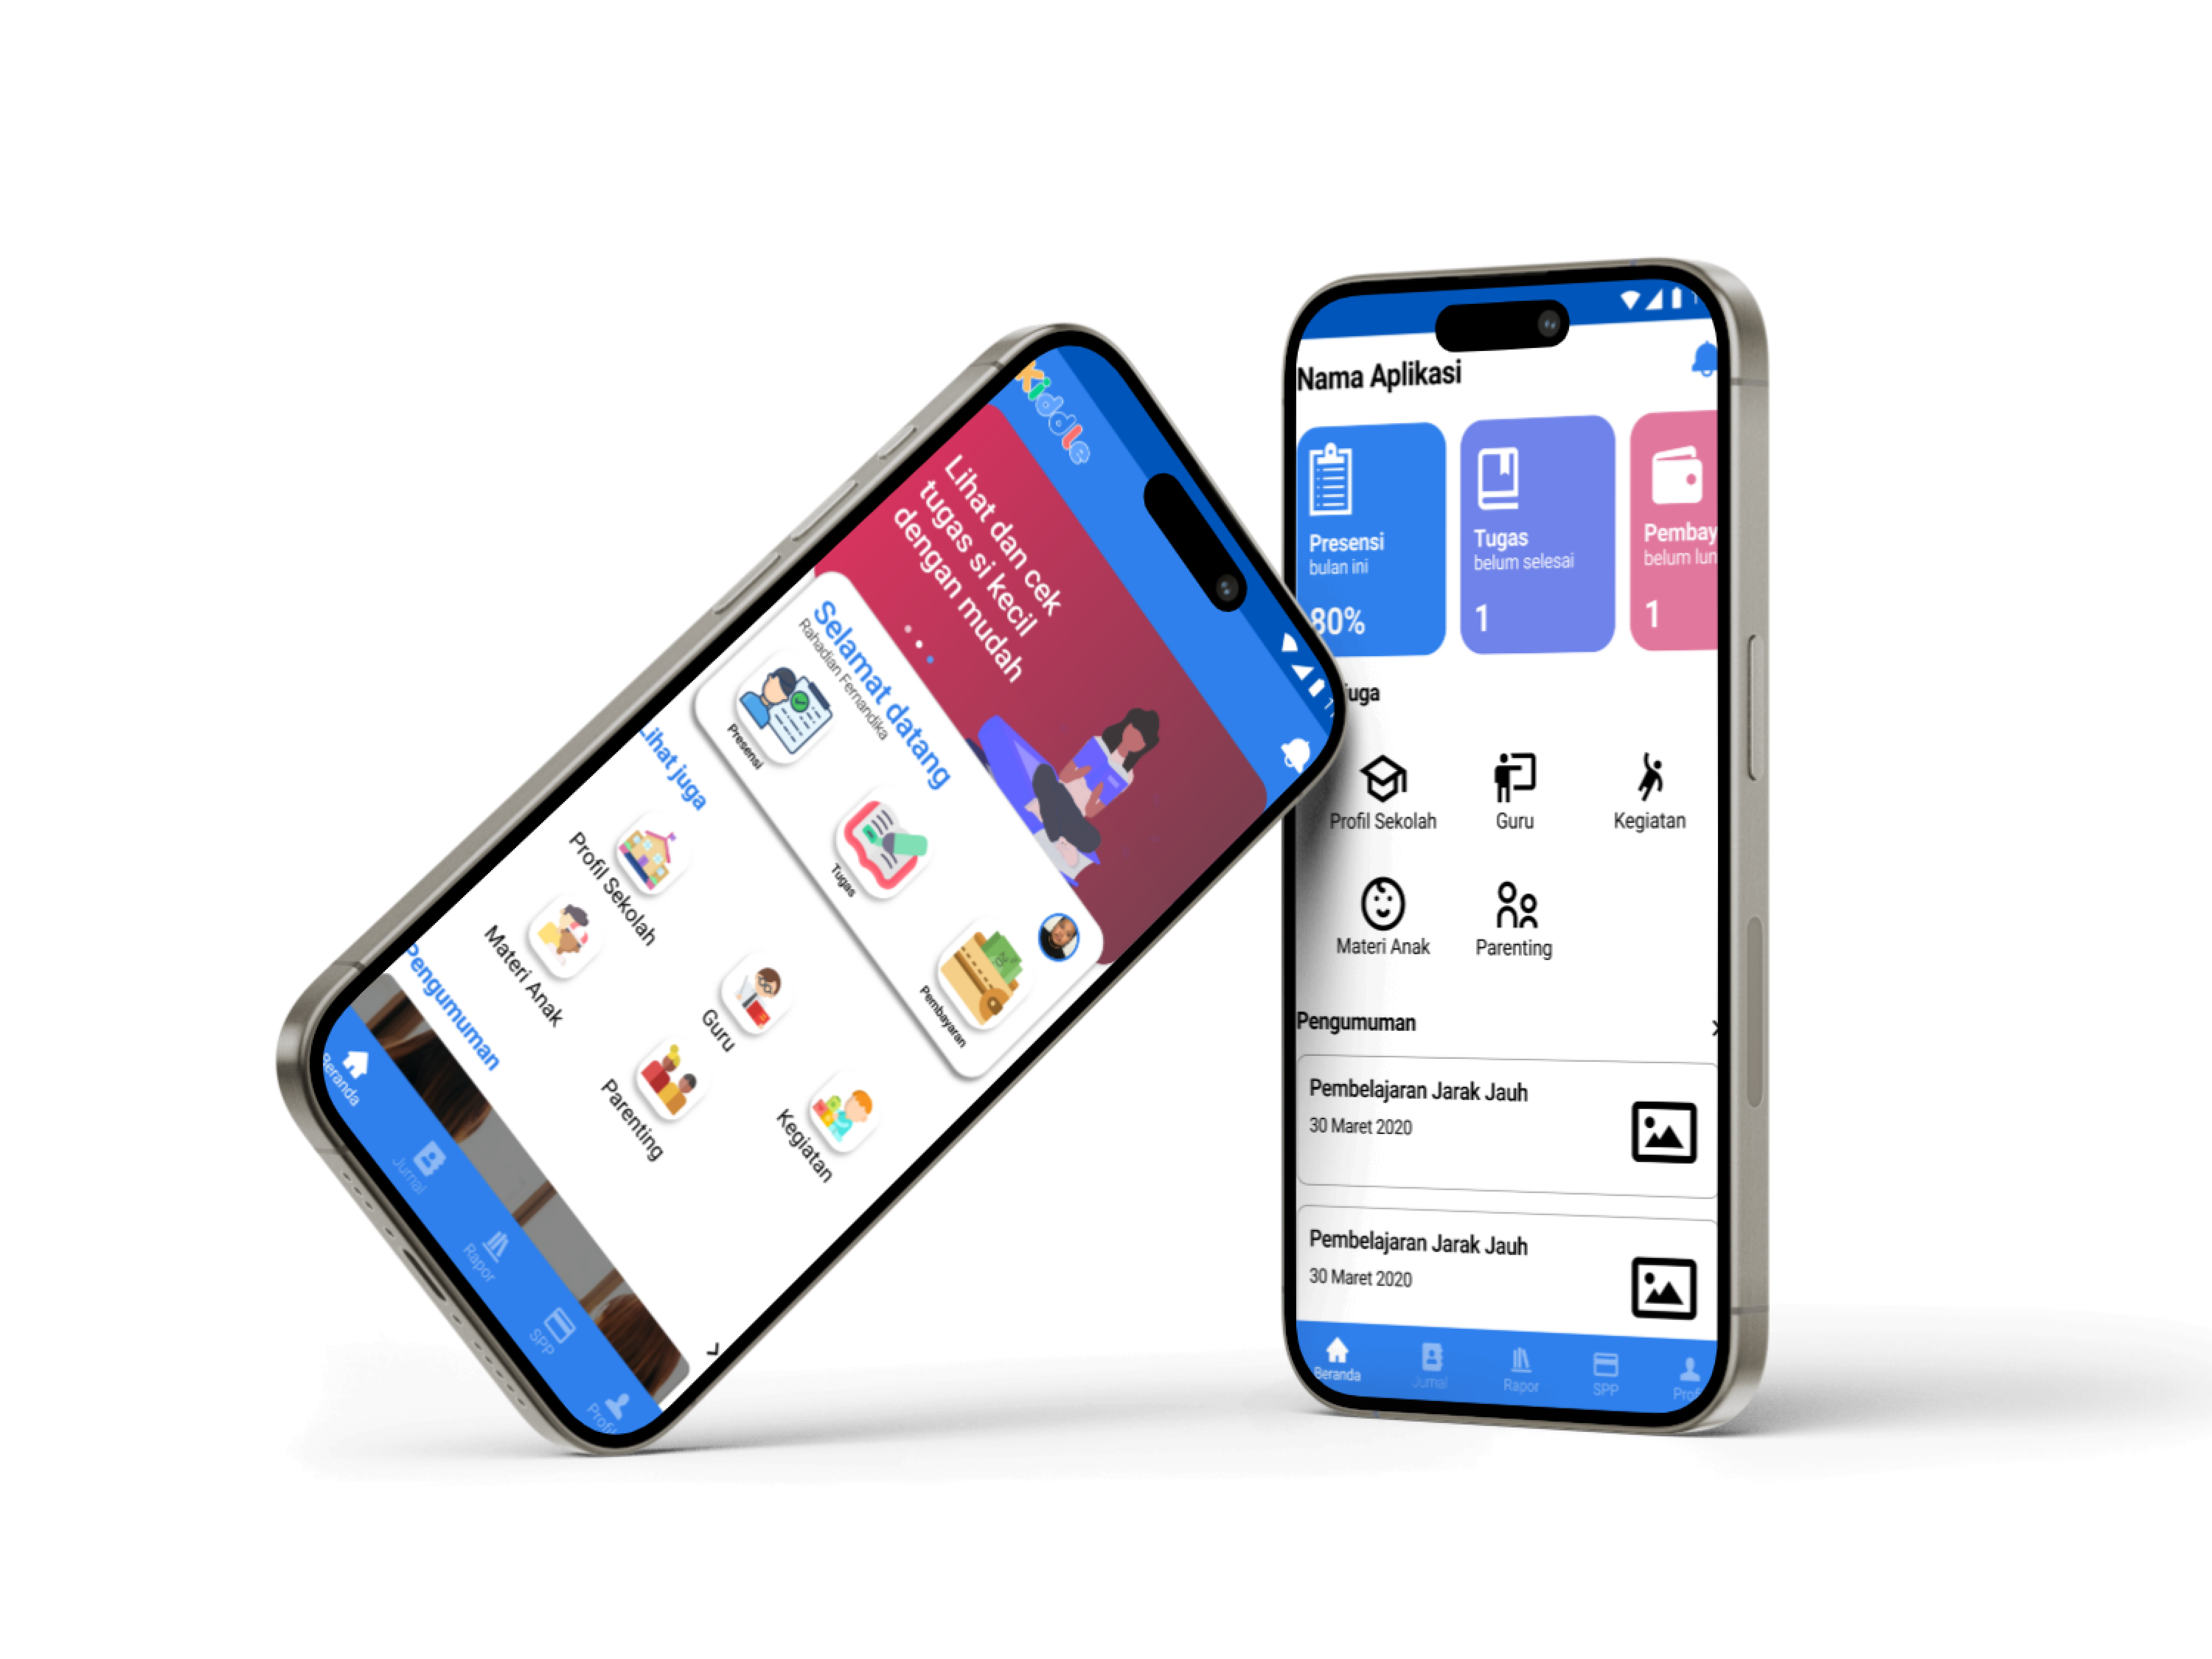 Kiddle
Lihat dan cek
tugas si kecil
dengan mudah
Selamat datang
Rahadian Fernandika
Presensi
Tugas
Pembayaran
Lihat juga
Profil Sekolah
Guru
Kegiatan
Materi Anak
Parenting
Pengumuman
Beranda
Jurnal
Rapor
SPP
Profil
Nama Aplikasi
Presensi
bulan ini
80%
Tugas
belum selesai
1
Pembay
belum lun
1
juga
Profil Sekolah
Guru
Kegiatan
Materi Anak
Parenting
Pengumuman
Pembelajaran Jarak Jauh
30 Maret 2020
Pembelajaran Jarak Jauh
30 Maret 2020
Beranda
Jurnal
Rapor
SPP
Prof